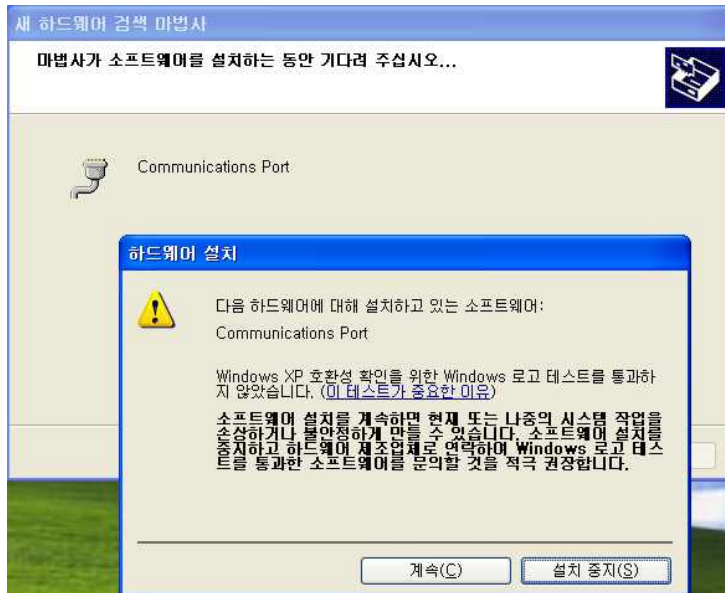 새 하드웨어 검색 마법사
마법사가 소프트웨어를 설치하는 동안 기다려 주십시오...
Communications Port
하드웨어 설치
다음 하드웨어에 대해 설치하고 있는 소프트웨어:
Communications Port
Windows XP 호환성 확인을 위한 Windows 로고 테스트를 통과하
지 않았습니다. (이 테스트가 중요한 이유)
소프트웨어 설치를 계속하면 현재 또는 나중의 시스템 작업을
손상하거나 불안정하게 만들 수 있습니다. 소프트웨어 설치를
중지하고 하드웨어 제조업체로 연락하여 Windows 로고 테스
트를 통과한 소프트웨어를 문의할 것을 적극 권장합니다.
계속(C)
설치 중지(S)